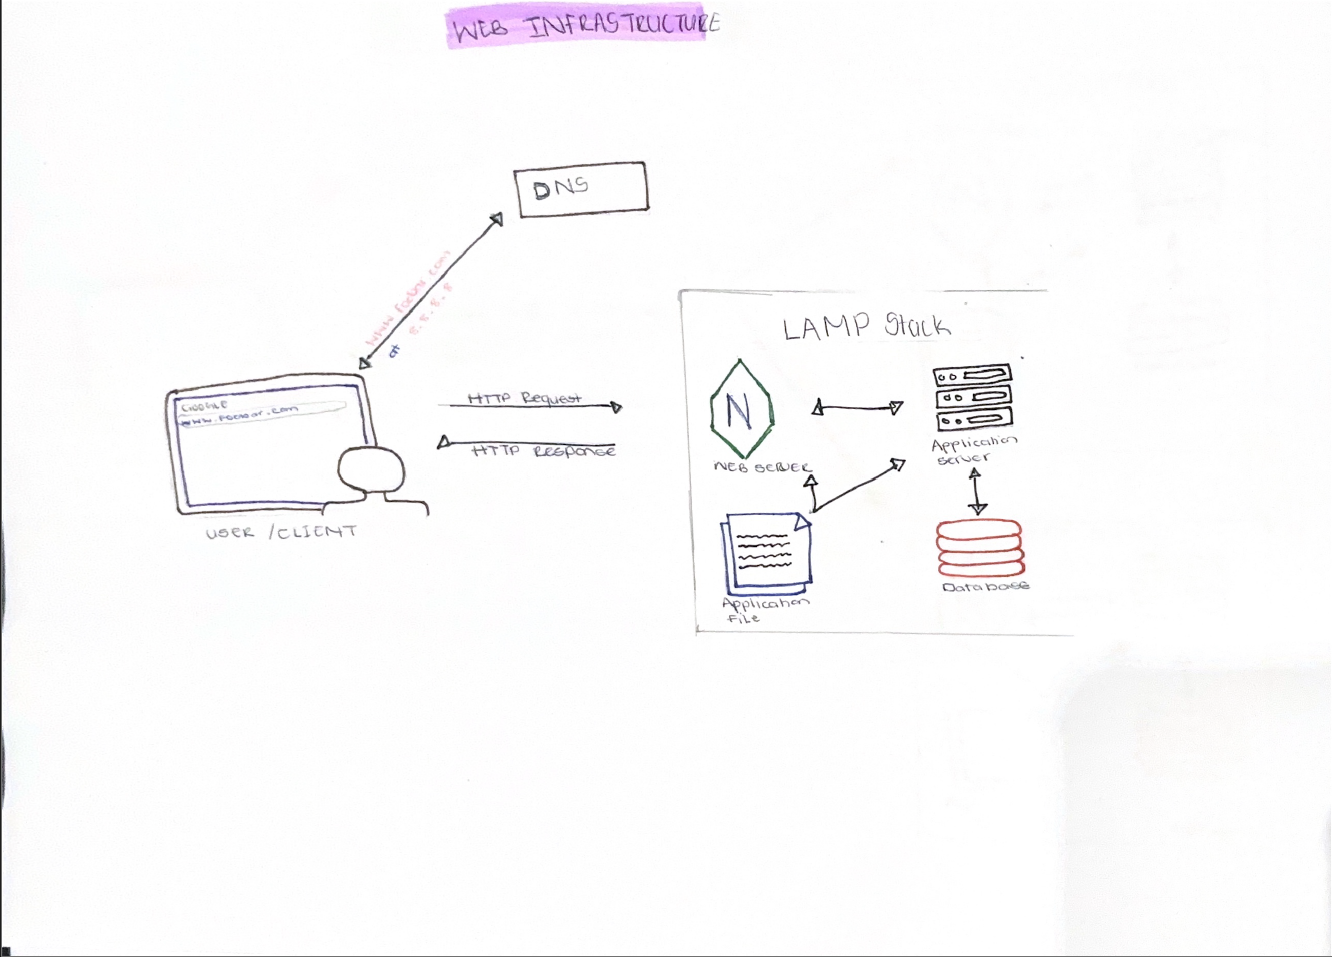 WEB INFRASTRUCTURE
DNS
www.foobar.com
at 8.8.8.8
GOOGLE
www.foobar.com
USER /CLIENT
HTTP Request
HTTP Response
LAMP Stack
N
WEB SERVER
Application
Server
Application
File
Database